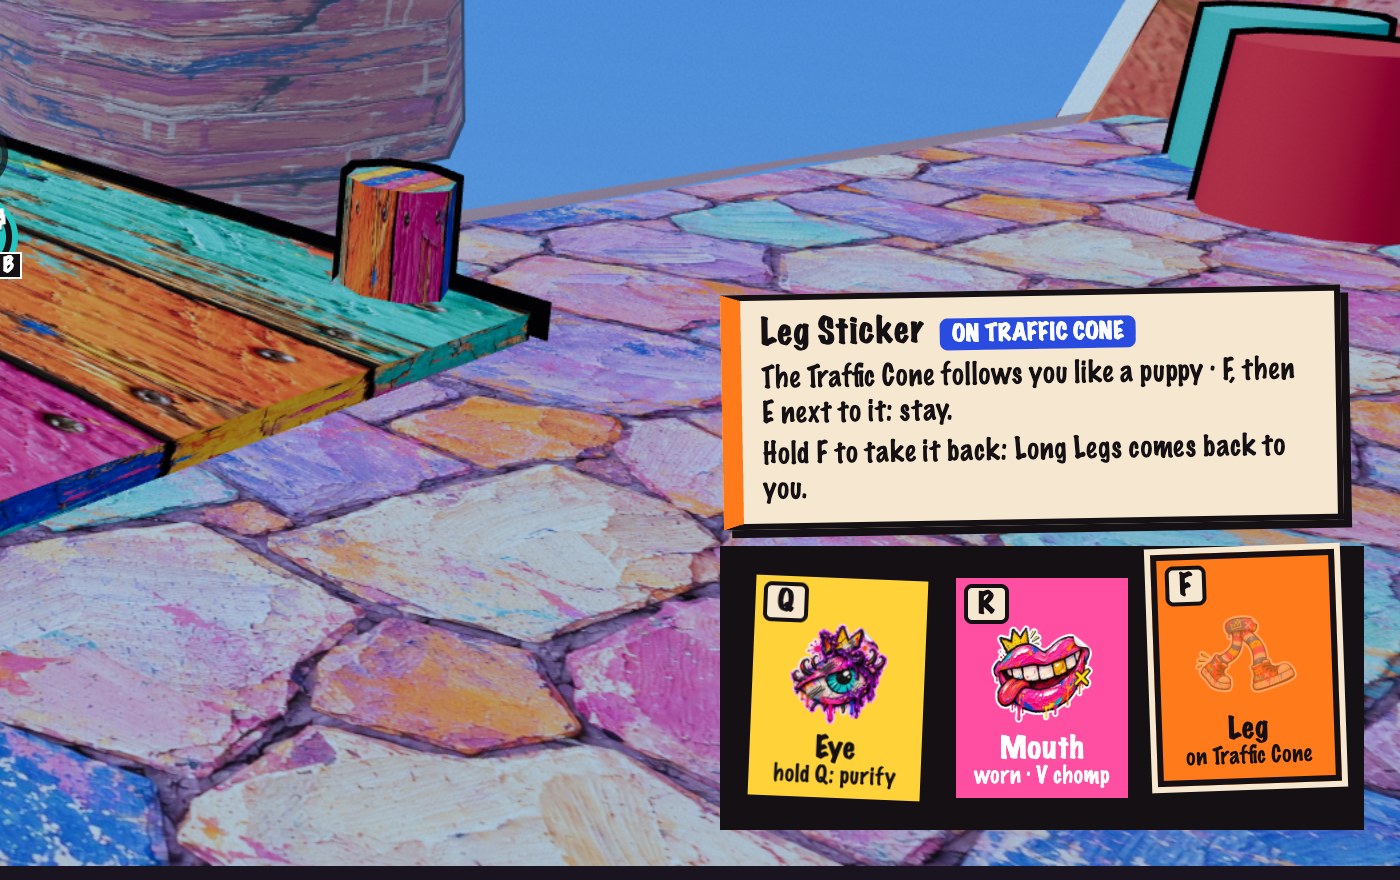 B
Leg Sticker ON TRAFFIC CONE
The Traffic Cone follows you like a puppy · F, then
E next to it: stay.
Hold F to take it back: Long Legs comes back to
you.
Q
Eye
hold Q: purify
R
Mouth
worn · V chomp
F
Leg
on Traffic Cone